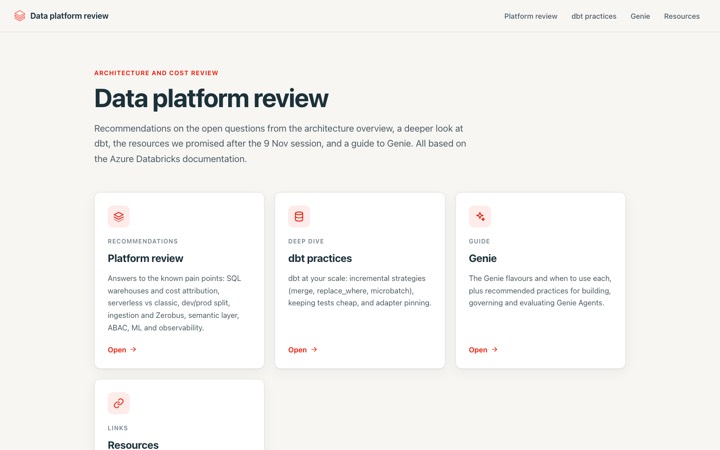 Data platform review
Platform review
dbt practices
Genie
Resources
ARCHITECTURE AND COST REVIEW
Data platform review
Recommendations on the open questions from the architecture overview, a deeper look at
dbt, the resources we promised after the 9 Nov session, and a guide to Genie. All based on
the Azure Databricks documentation.
RECOMMENDATIONS
Platform review
Answers to the known pain points: SQL
warehouses and cost attribution,
serverless vs classic, dev/prod split,
ingestion and Zerobus, semantic layer,
ABAC, ML and observability.
Open →
DEEP DIVE
dbt practices
dbt at your scale: incremental strategies
(merge, replace_where, microbatch),
keeping tests cheap, and adapter pinning.
Open →
GUIDE
Genie
The Genie flavours and when to use each,
plus recommended practices for building,
governing and evaluating Genie Agents.
Open →
LINKS
Resources